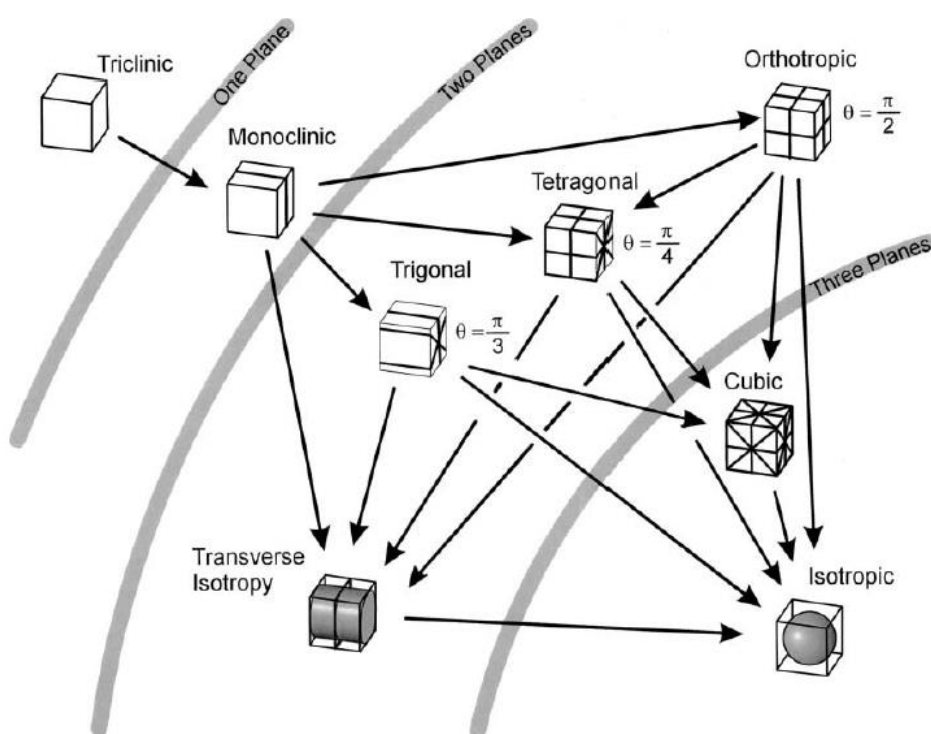 Triclinic
One Plane
Two Planes
Orthotropic
θ = π/2
Monoclinic
Tetragonal
θ = π/4
Trigonal
θ = π/3
Three Planes
Cubic
Transverse
Isotropy
Isotropic